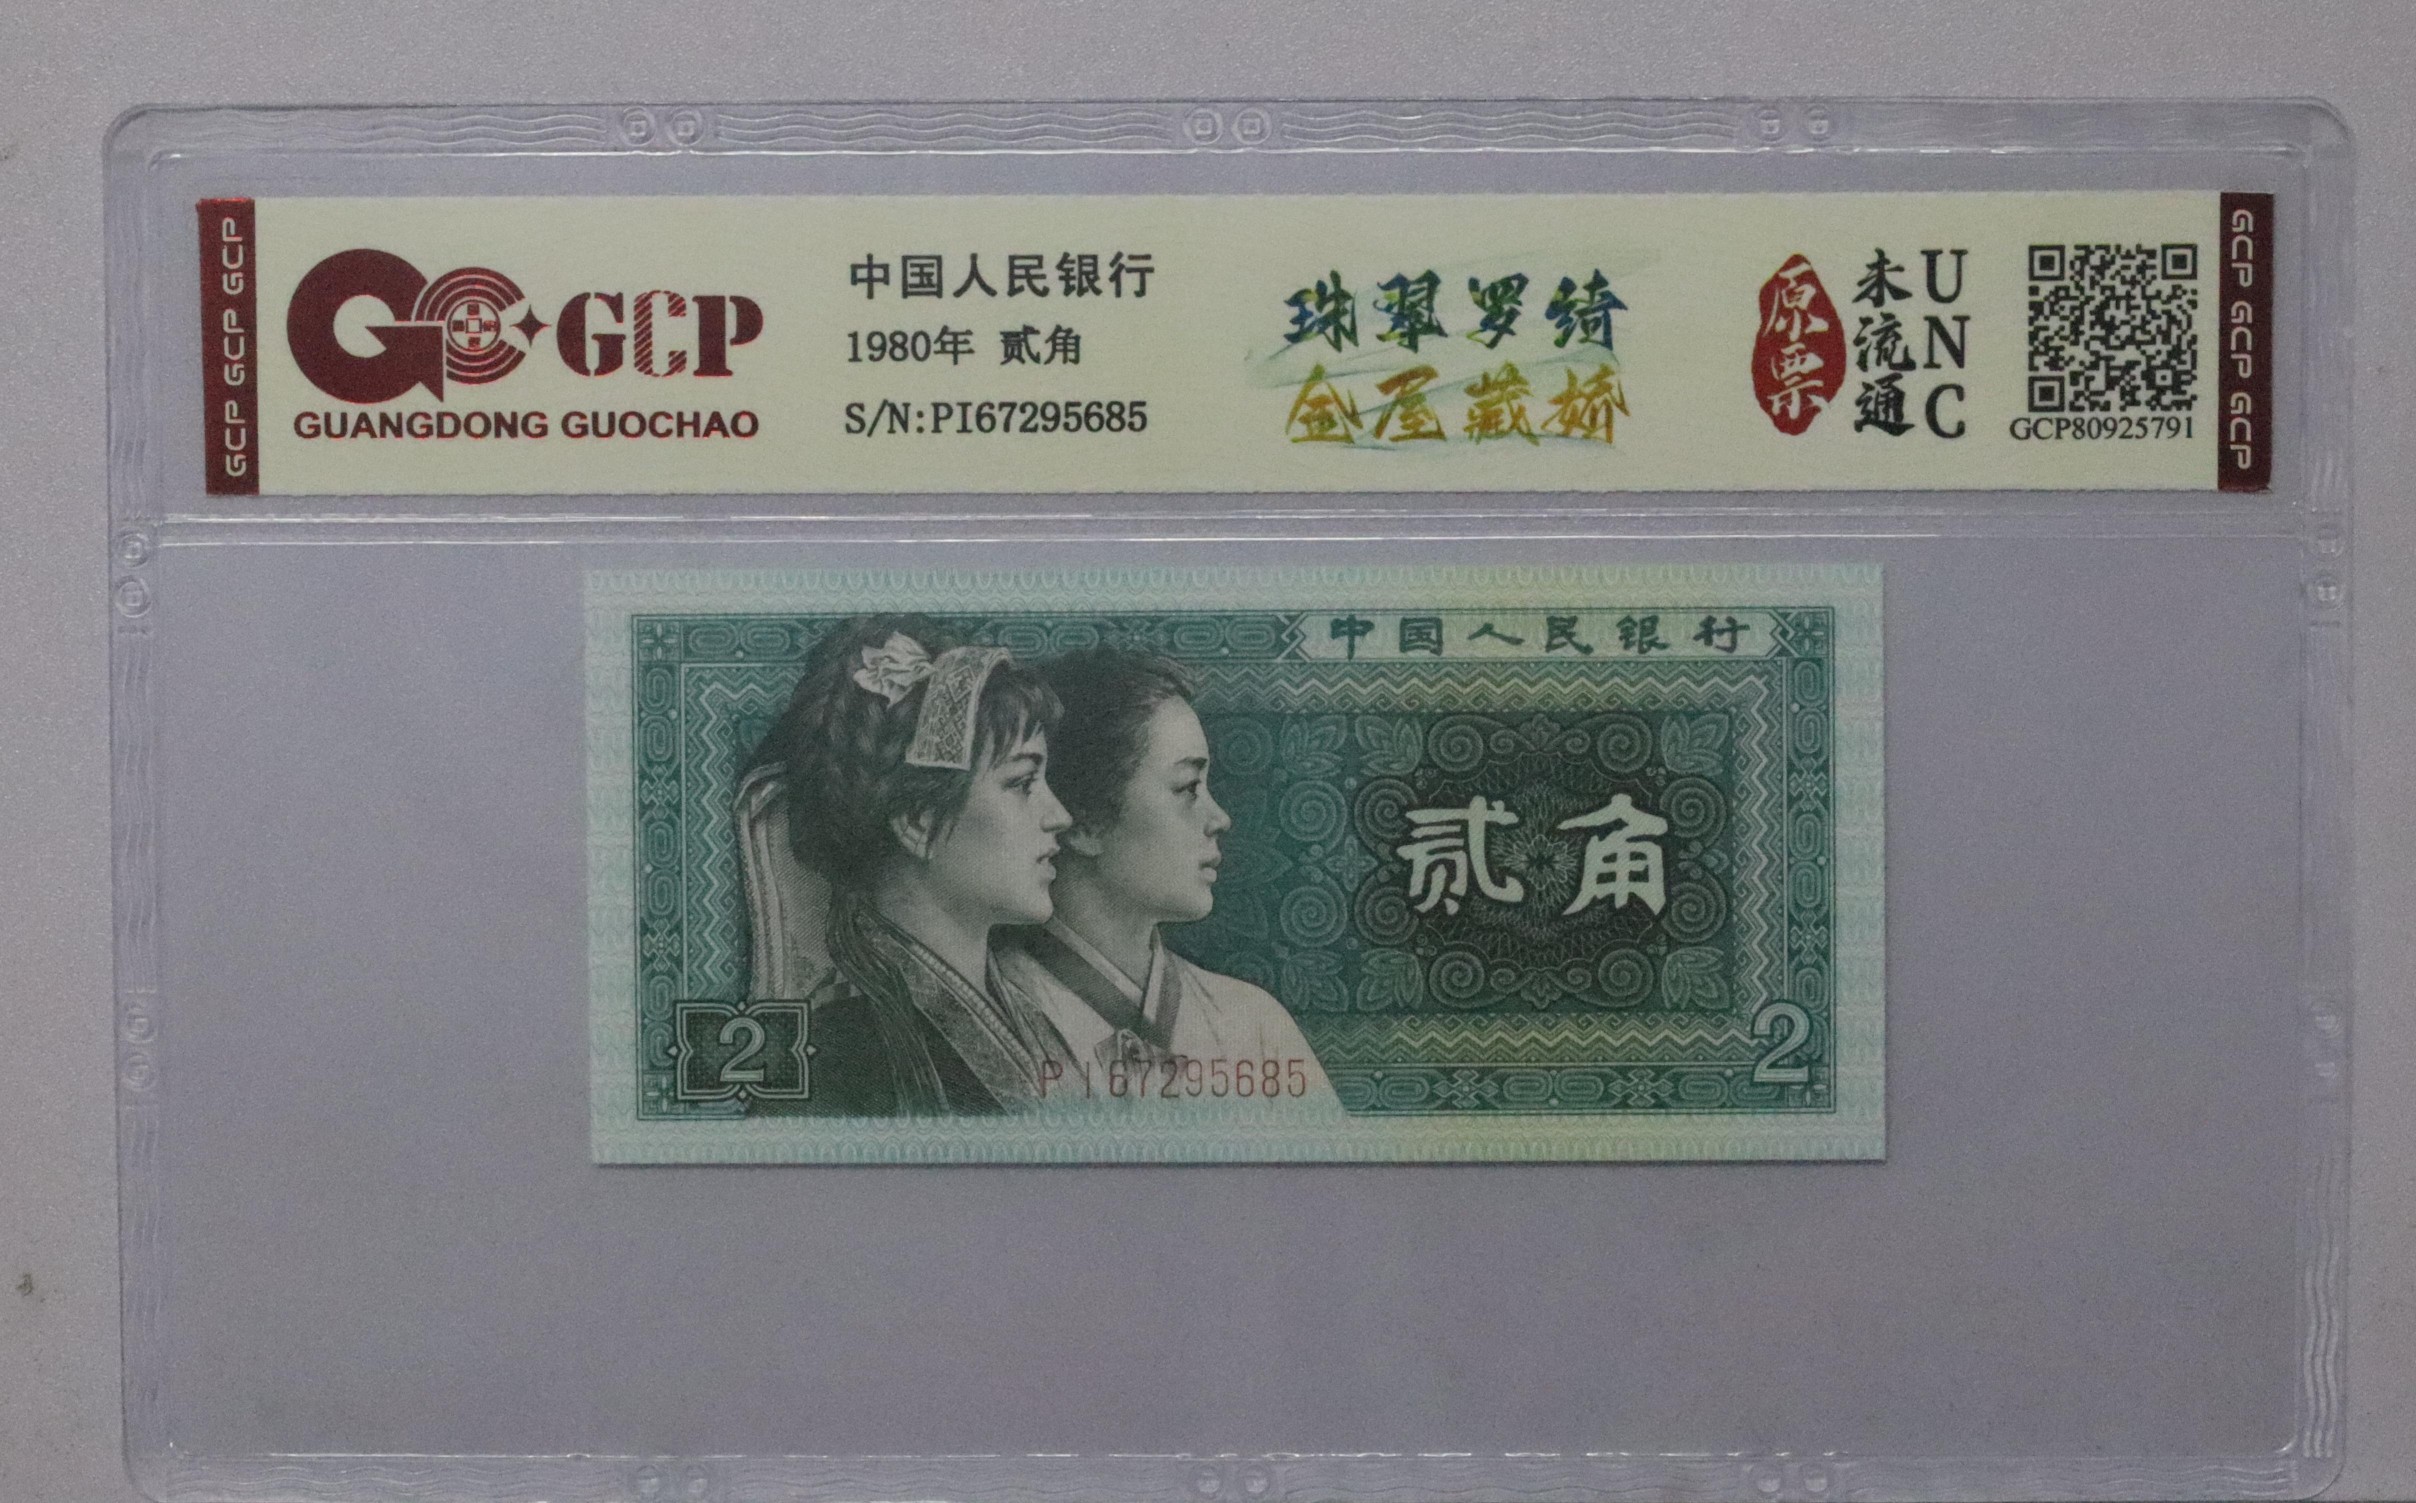 GCP GCP GCP
GCP
GUANGDONG GUOCHAO
中国人民银行
1980年 贰角
S/N:PI67295685
珠翠罗绮
金屋藏娇
原票
未流通
UNC
GCP80925791
GCP GCP GCP
中国人民银行
贰角
2
2
PI67295685